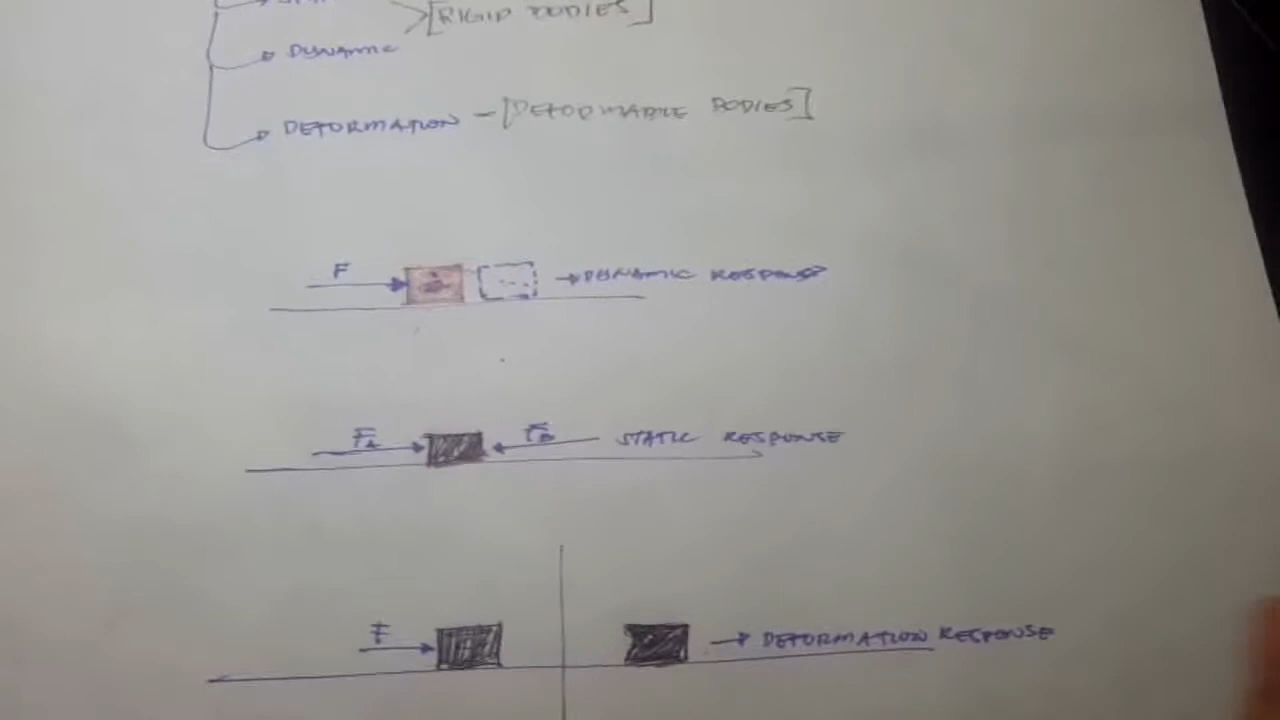 [RIGID BODIES]
DYNAMIC
DEFORMATION - [DEFORMABLE BODIES]
F
DYNAMIC RESPONSE
STATIC RESPONSE
F
DEFORMATION RESPONSE